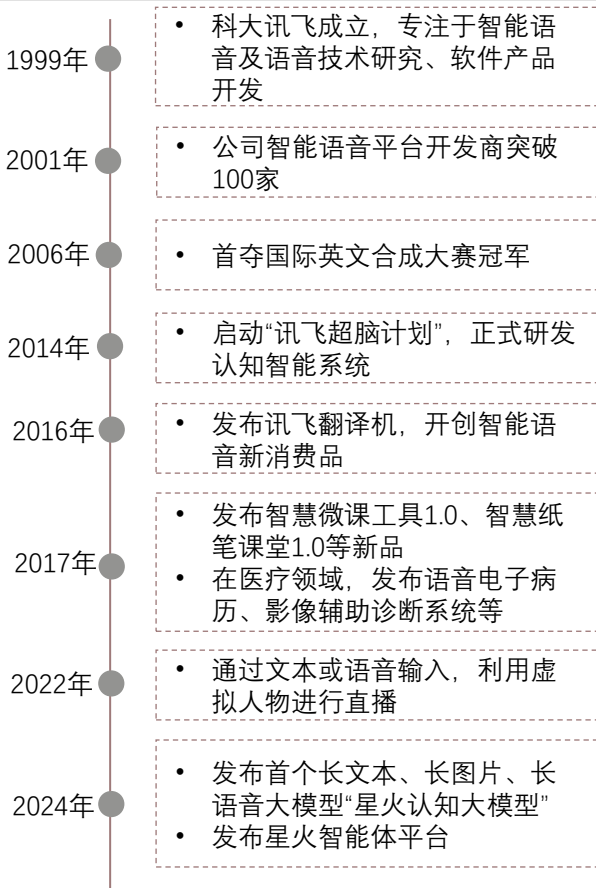 1999年
• 科大讯飞成立，专注于智能语
音及语音技术研究、软件产品
开发
2001年
• 公司智能语音平台开发商突破
100家
2006年
• 首夺国际英文合成大赛冠军
2014年
• 启动“讯飞超脑计划”，正式研发
认知智能系统
2016年
• 发布讯飞翻译机，开创智能语
音新消费品
2017年
• 发布智慧微课工具1.0、智慧纸
笔课堂1.0等新品
• 在医疗领域，发布语音电子病
历、影像辅助诊断系统等
2022年
• 通过文本或语音输入，利用虚
拟人物进行直播
2024年
• 发布首个长文本、长图片、长
语音大模型“星火认知大模型”
• 发布星火智能体平台